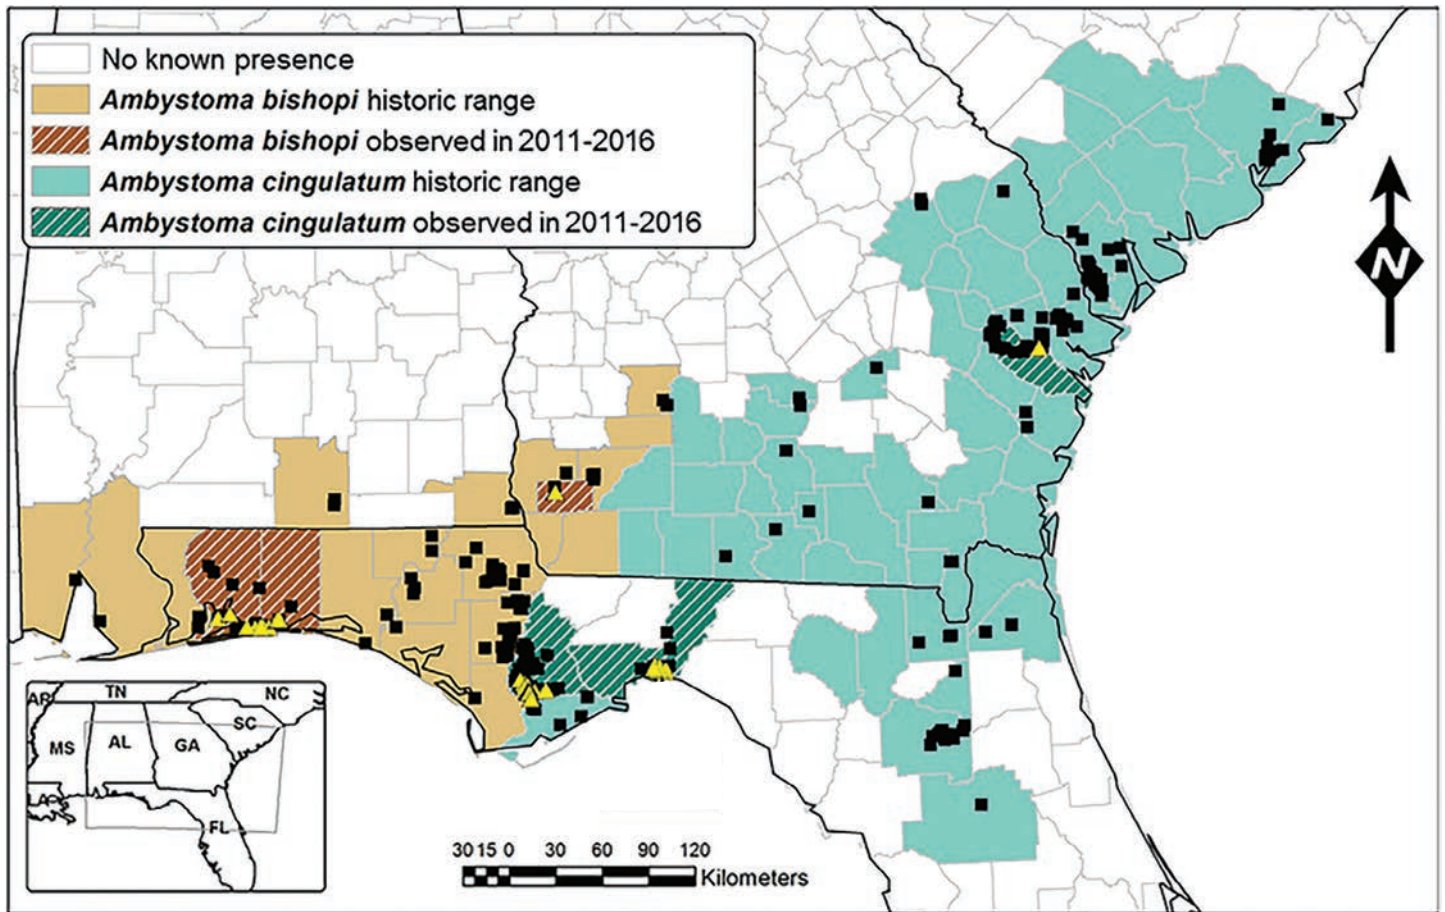 No known presence
Ambystoma bishopi historic range
Ambystoma bishopi observed in 2011-2016
Ambystoma cingulatum historic range
Ambystoma cingulatum observed in 2011-2016
N
AR TN NC
SC
MS AL GA
LA
FL
30 15 0 30 60 90 120
Kilometers